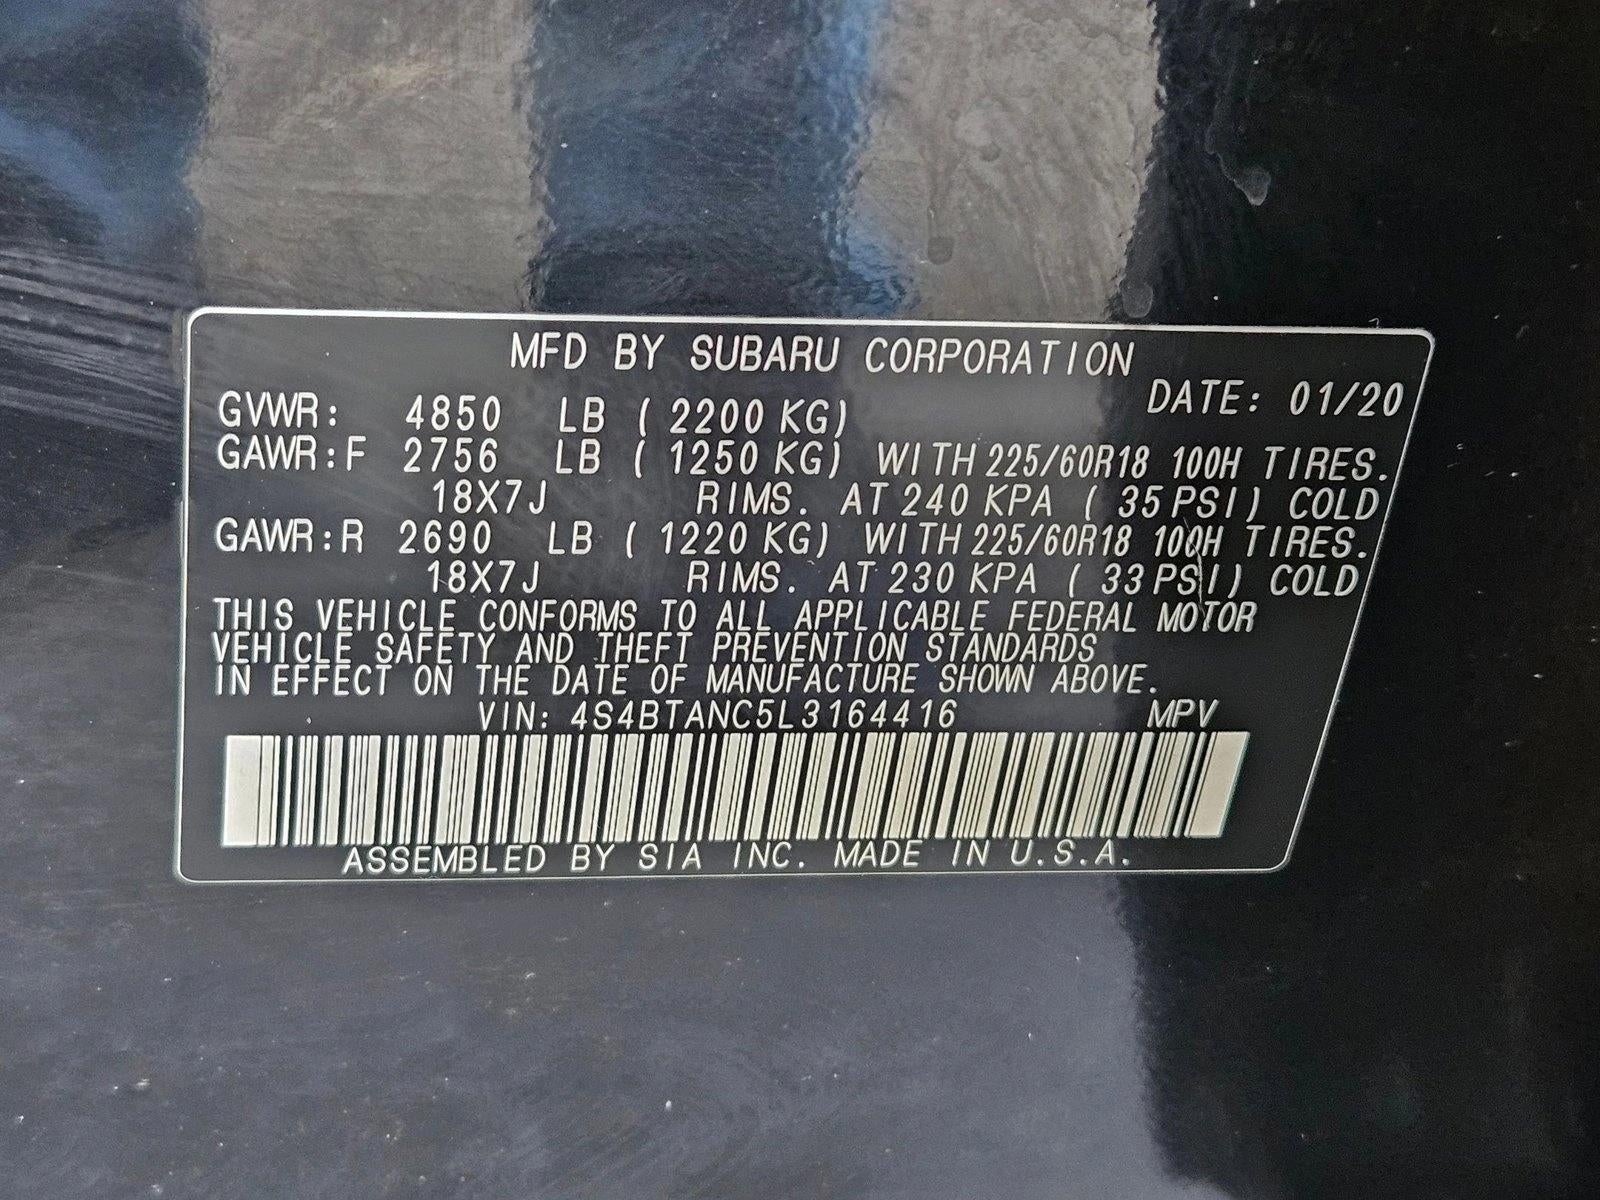 MFD BY SUBARU CORPORATION
DATE: 01/20
GVWR: 4850 LB ( 2200 KG)
GAWR:F 2756 LB ( 1250 KG) WITH 225/60R18 100H TIRES.
18X7J RIMS. AT 240 KPA ( 35 PSI) COLD
GAWR:R 2690 LB ( 1220 KG) WITH 225/60R18 100H TIRES.
18X7J RIMS. AT 230 KPA ( 33 PSI) COLD
THIS VEHICLE CONFORMS TO ALL APPLICABLE FEDERAL MOTOR
VEHICLE SAFETY AND THEFT PREVENTION STANDARDS
IN EFFECT ON THE DATE OF MANUFACTURE SHOWN ABOVE.
VIN: 4S4BTANC5L3164416 MPV
ASSEMBLED BY SIA INC. MADE IN U.S.A.